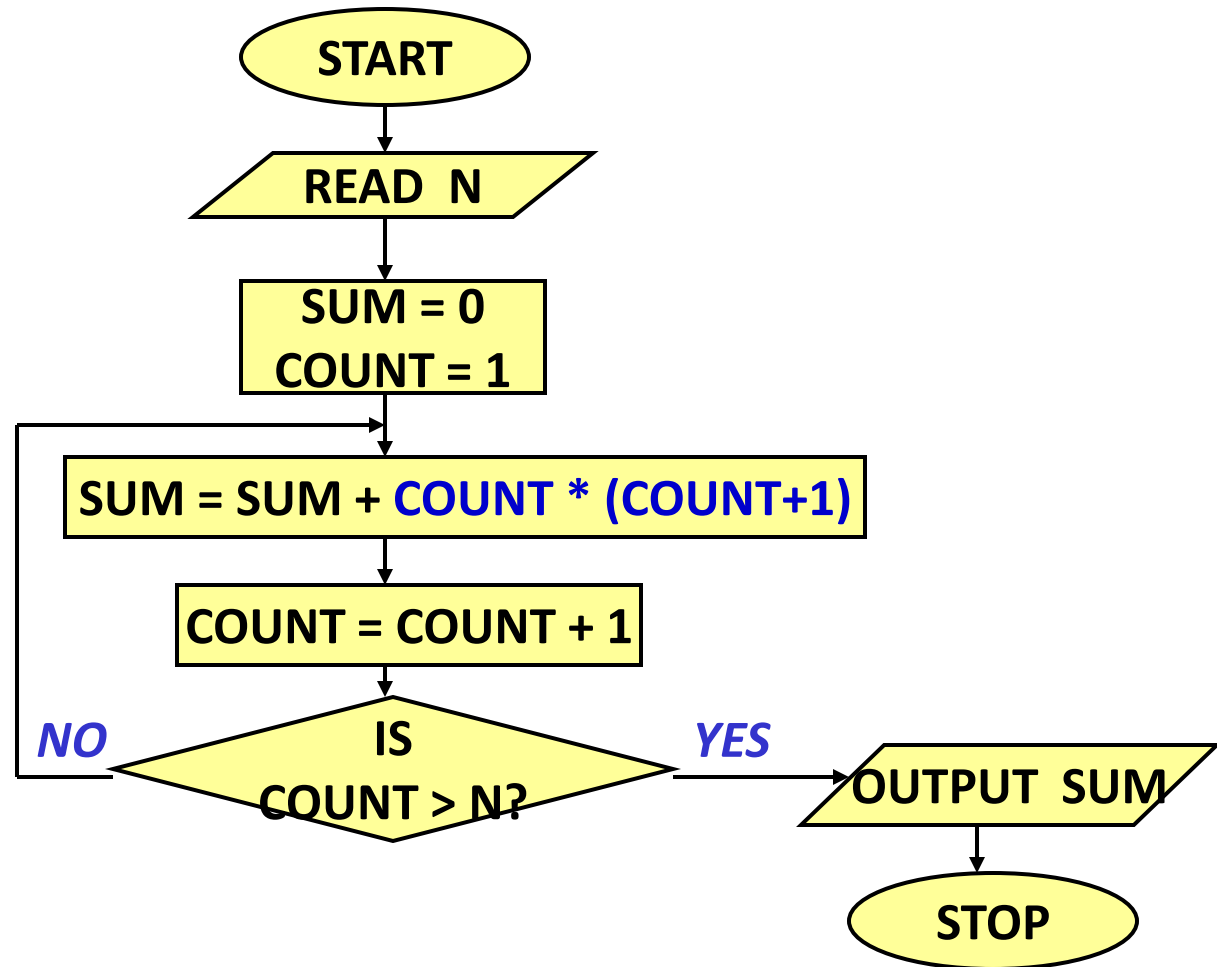 START
READ N
SUM = 0
COUNT = 1
SUM = SUM + COUNT * (COUNT+1)
COUNT = COUNT + 1
IS
COUNT > N?
NO
YES
OUTPUT SUM
STOP